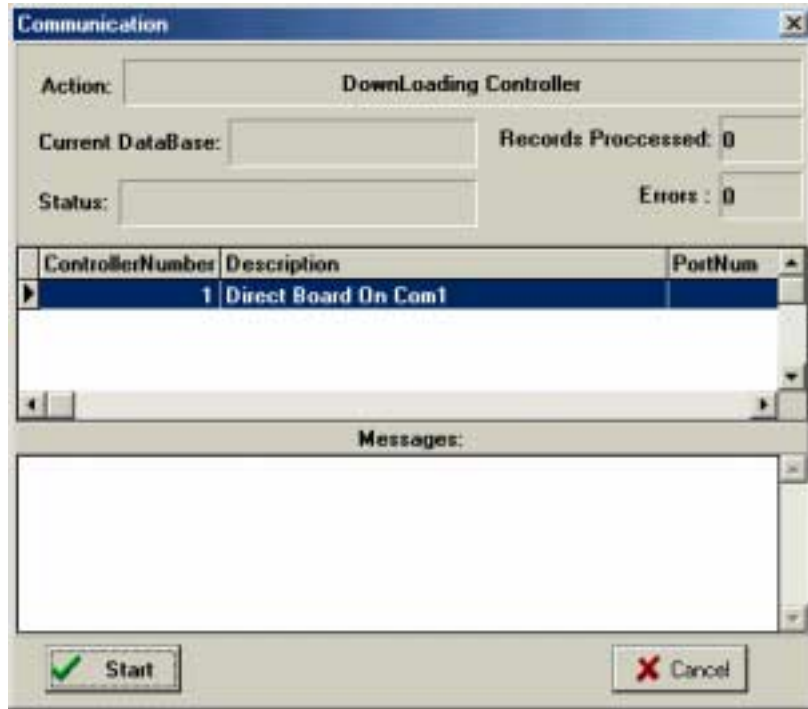 Communication
Action: DownLoading Controller
Current DataBase: Records Proccessed: 0
Status: Errors : 0
ControllerNumber Description PortNum
1 Direct Board On Com1
Messages:
Start Cancel